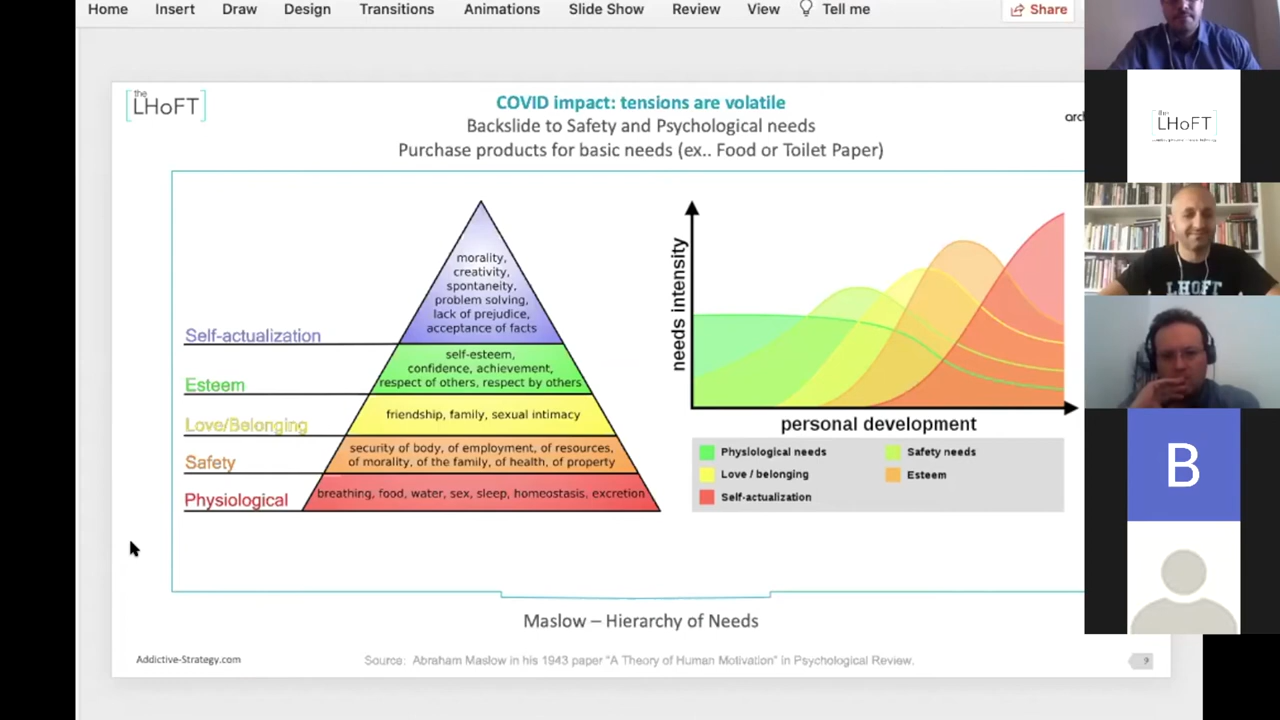 Home Insert Draw Design Transitions Animations Slide Show Review View Tell me Share
the
LHoFT
COVID impact: tensions are volatile
Backslide to Safety and Psychological needs
Purchase products for basic needs (ex.. Food or Toilet Paper)
arc
morality,
creativity,
spontaneity,
problem solving,
lack of prejudice,
acceptance of facts
Self-actualization
self-esteem,
confidence, achievement,
respect of others, respect by others
Esteem
friendship, family, sexual intimacy
Love/Belonging
security of body, of employment, of resources,
of morality, of the family, of health, of property
Safety
breathing, food, water, sex, sleep, homeostasis, excretion
Physiological
needs intensity
personal development
Physiological needs
Safety needs
Love / belonging
Esteem
Self-actualization
Maslow – Hierarchy of Needs
Addictive-Strategy.com
Source: Abraham Maslow in his 1943 paper "A Theory of Human Motivation" in Psychological Review.
9
the
LHoFT
LHOFT
B